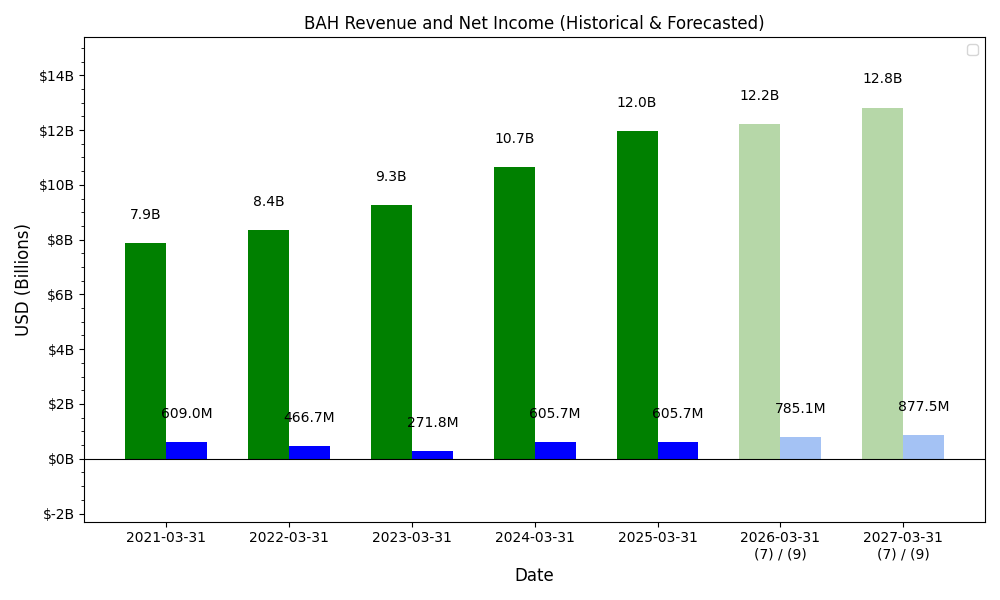 BAH Revenue and Net Income (Historical & Forecasted)
USD (Billions)
$14B
$12B
$10B
$8B
$6B
$4B
$2B
$0B
$-2B
7.9B
8.4B
9.3B
10.7B
12.0B
12.2B
12.8B
609.0M
466.7M
271.8M
605.7M
605.7M
785.1M
877.5M
2021-03-31
2022-03-31
2023-03-31
2024-03-31
2025-03-31
2026-03-31
(7) / (9)
2027-03-31
(7) / (9)
Date